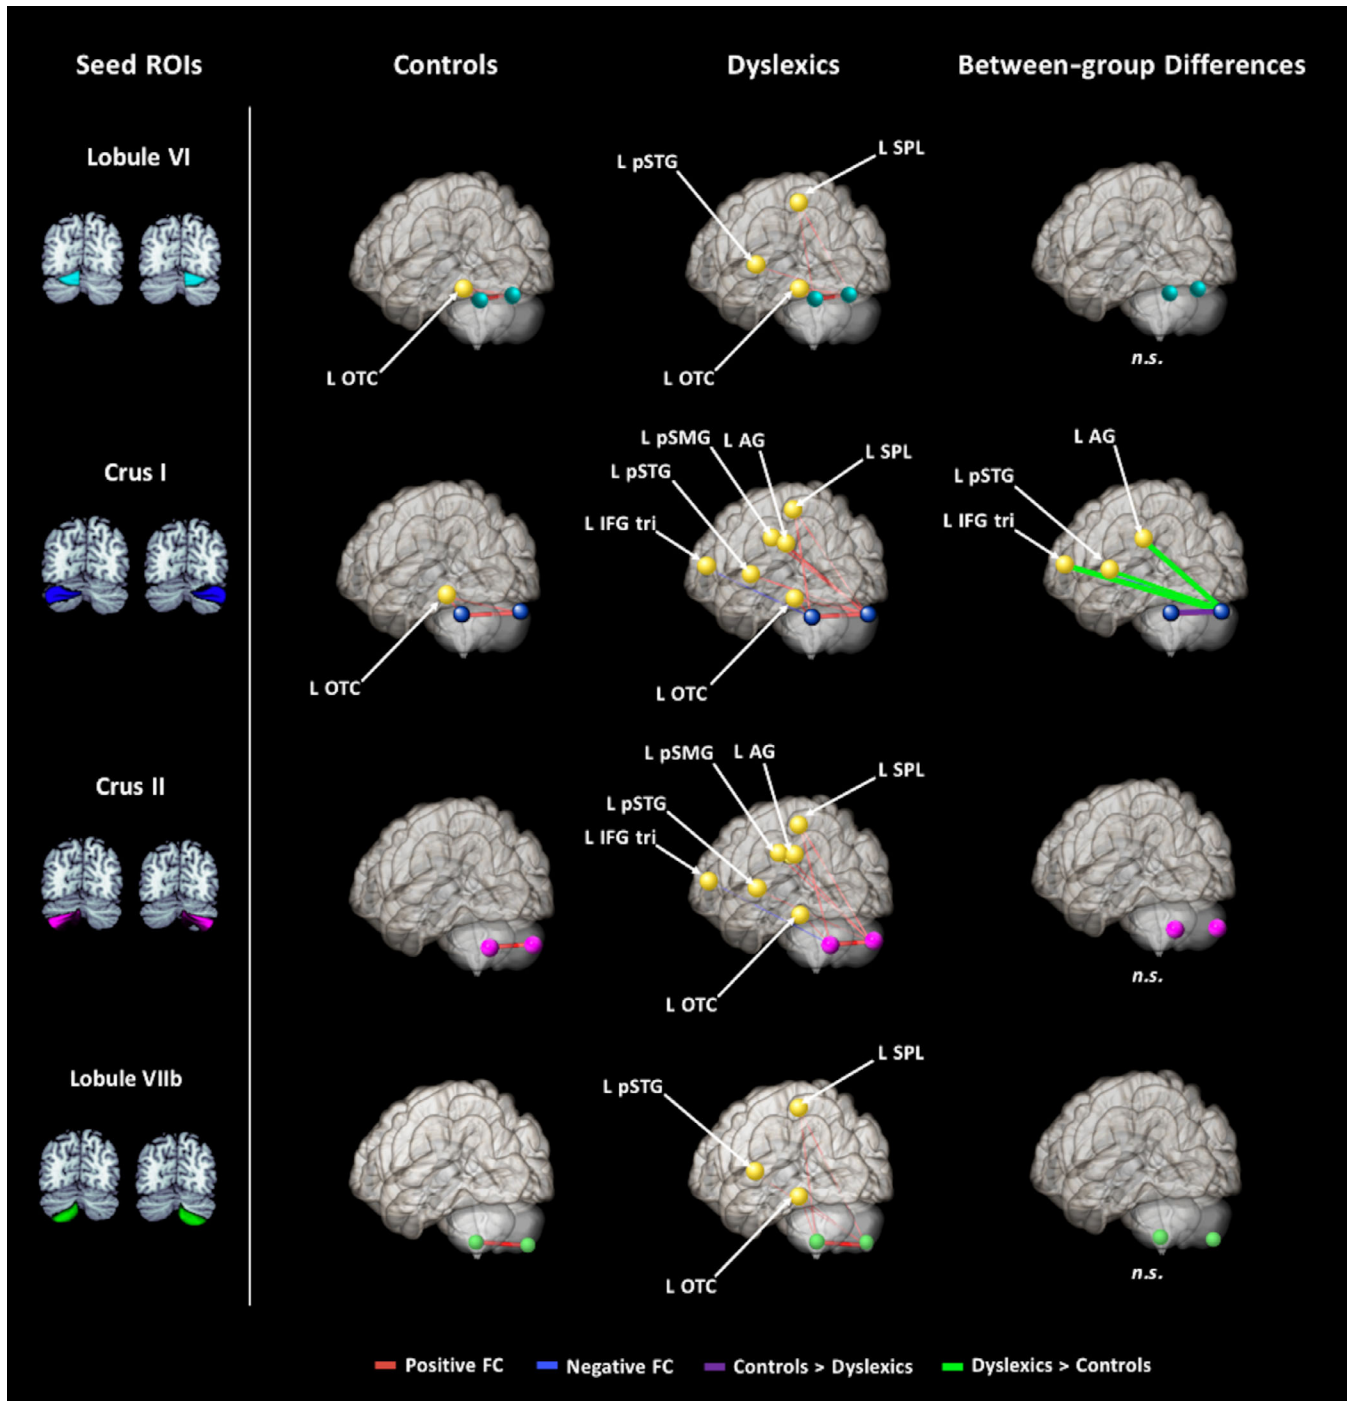 Seed ROIs
Controls
Dyslexics
Between-group Differences
Lobule VI
L OTC
L pSTG
L SPL
L OTC
n.s.
Crus I
L OTC
L pSMG
L AG
L SPL
L pSTG
L IFG tri
L OTC
L AG
L pSTG
L IFG tri
Crus II
L pSMG
L AG
L SPL
L pSTG
L IFG tri
L OTC
n.s.
Lobule VIIb
L SPL
L pSTG
L OTC
n.s.
Positive FC
Negative FC
Controls > Dyslexics
Dyslexics > Controls